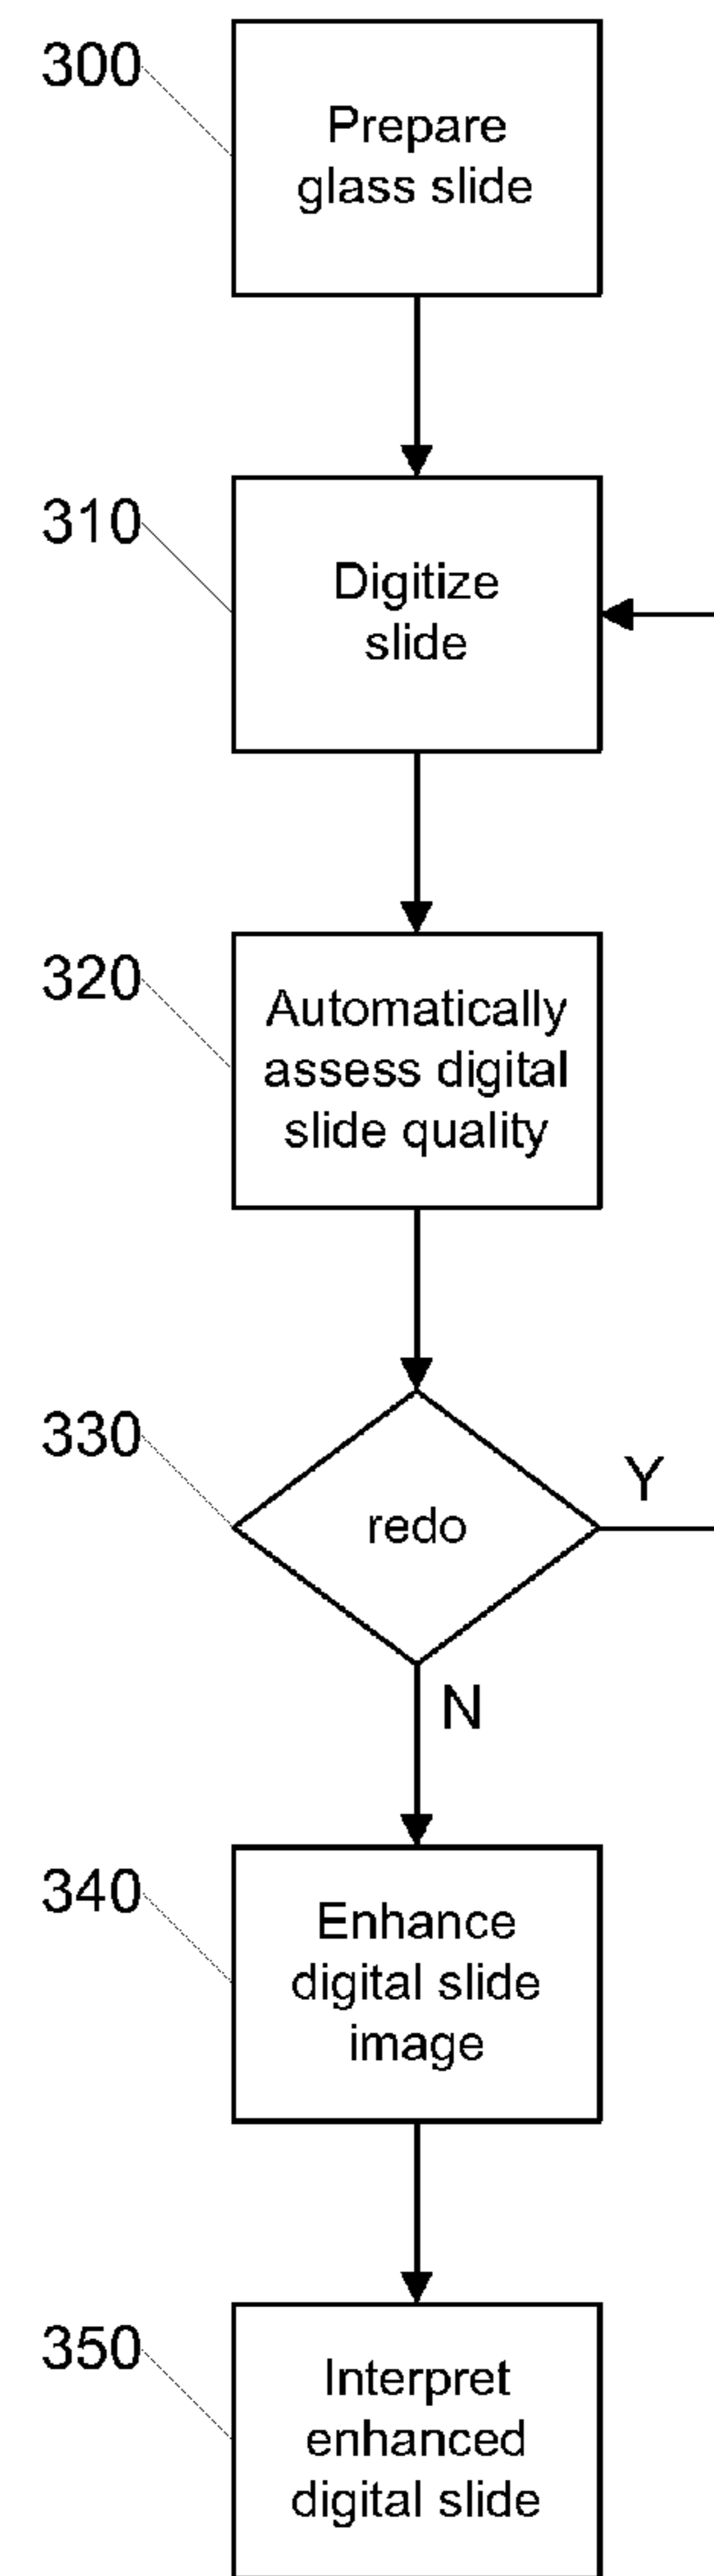 300
Prepare
glass slide
310
Digitize
slide
320
Automatically
assess digital
slide quality
330
redo
Y
N
340
Enhance
digital slide
image
350
Interpret
enhanced
digital slide